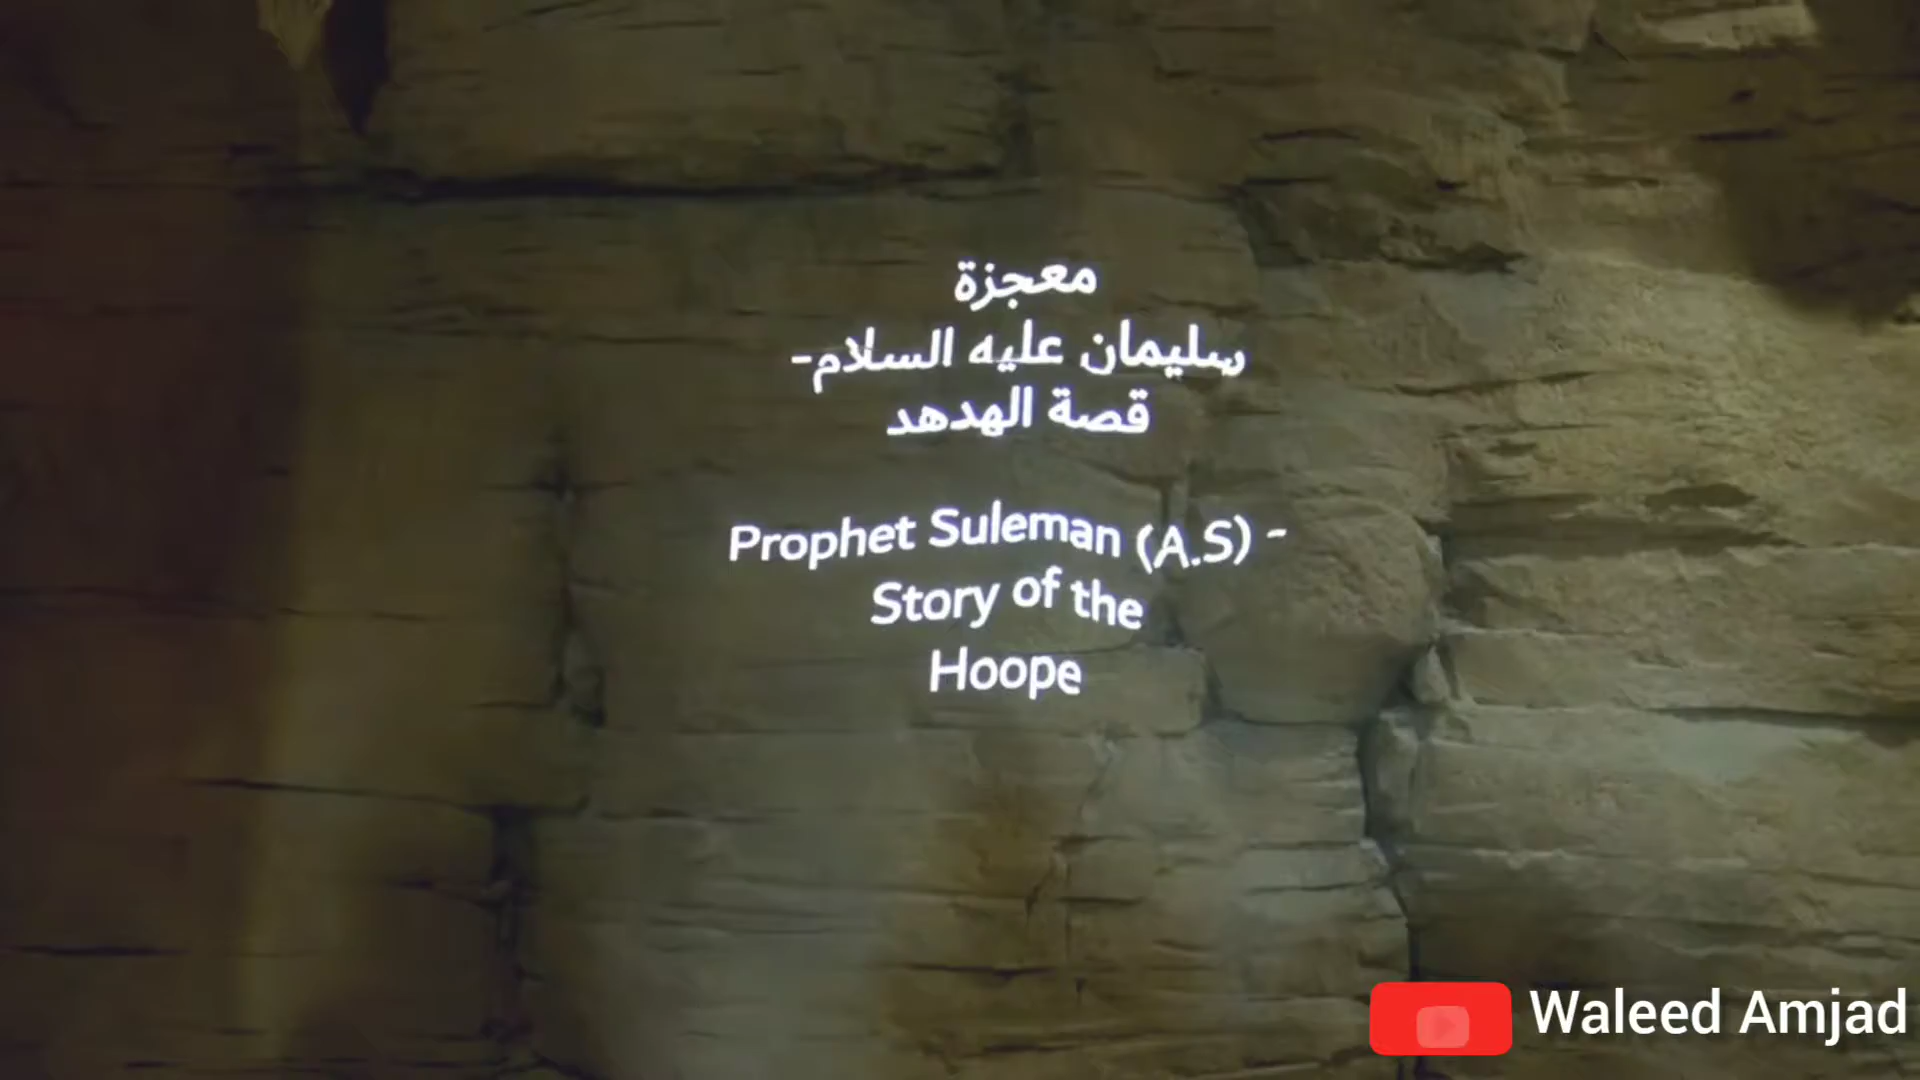 معجزة
سليمان عليه السلام-
قصة الهدهد
Prophet Suleman (A.S) -
Story of the
Hoope
Waleed Amjad